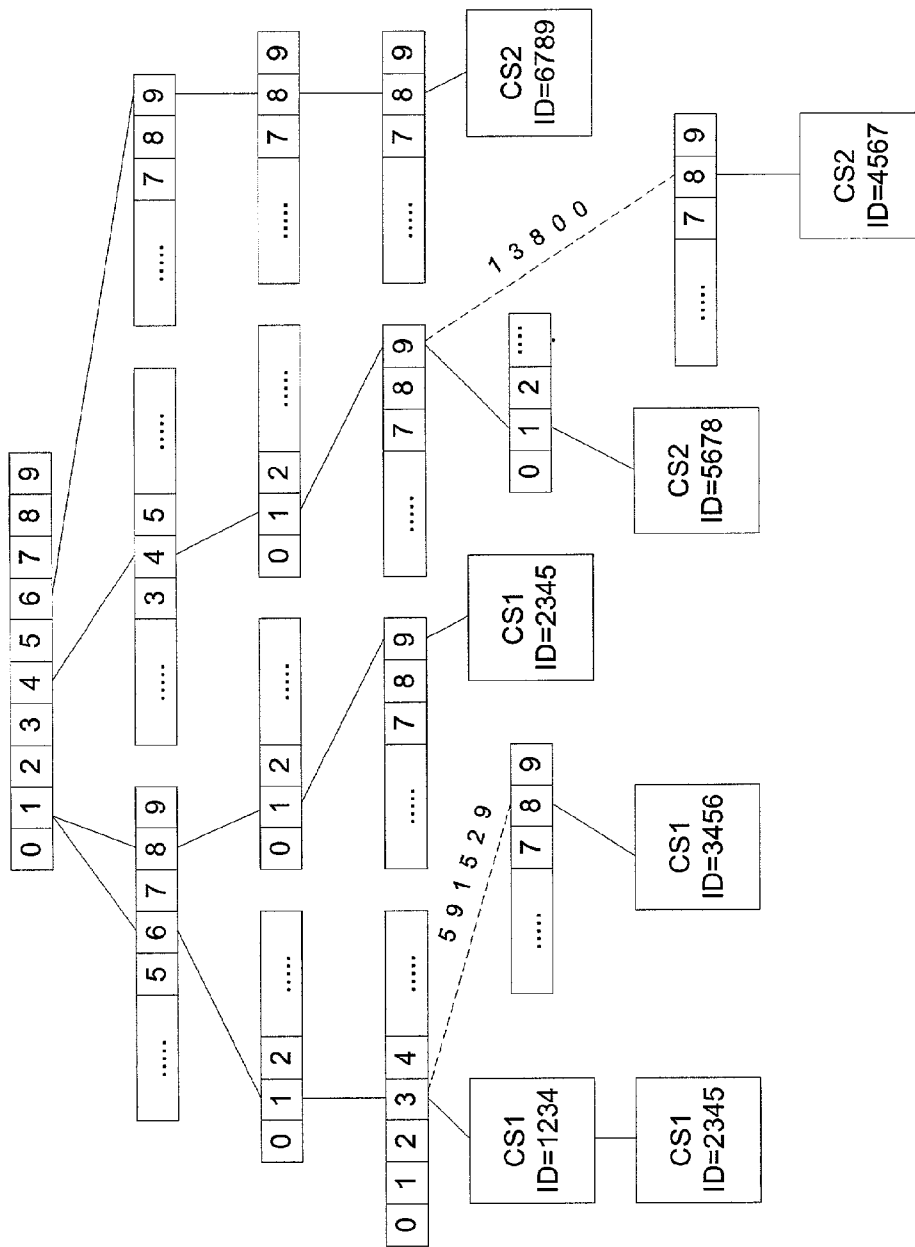 0 1 2 3 4 5 6 7 8 9
..... 5 6 7 8 9
..... 3 4 5 .....
..... 7 8 9
0 1 2 .....
0 1 2 .....
0 1 2 .....
..... 7 8 9
0 1 2 3 4 .....
..... 7 8 9
..... 7 8 9
..... 7 8 9
5 9 1 5 2 9
1 3 8 0 0
CS1
ID=1234
..... 7 8 9
CS1
ID=2345
0 1 2 ....
CS2
ID=6789
CS1
ID=2345
CS1
ID=3456
CS2
ID=5678
..... 7 8 9
CS2
ID=4567